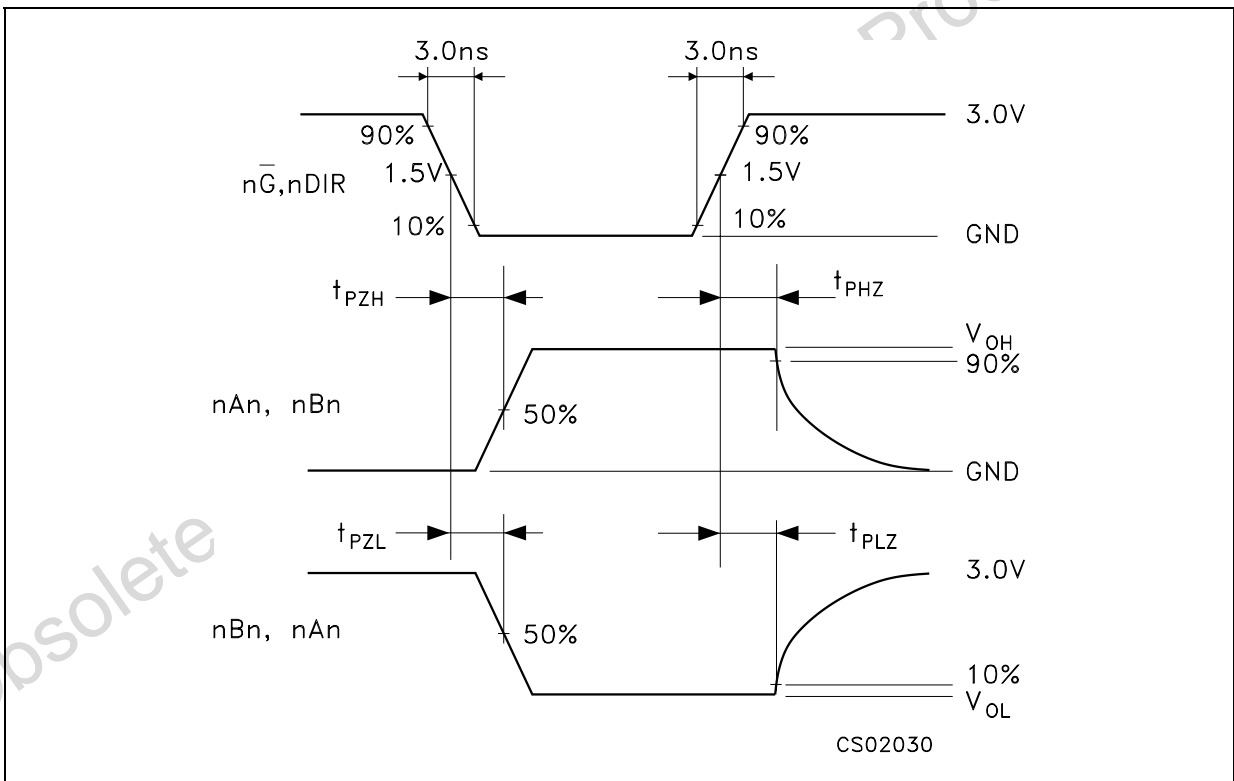 3.0ns 3.0ns
3.0V
90% 90%
nG̅,nDIR 1.5V 1.5V
10% 10%
GND
tPZH tPHZ
VOH
90%
nAn, nBn 50%
GND
tPZL tPLZ
3.0V
nBn, nAn 50%
10%
VOL
CS02030